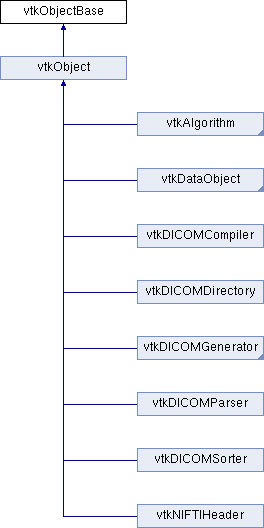 vtkObjectBase
vtkObject
vtkAlgorithm
vtkDataObject
vtkDICOMCompiler
vtkDICOMDirectory
vtkDICOMGenerator
vtkDICOMParser
vtkDICOMSorter
vtkNIFTIHeader